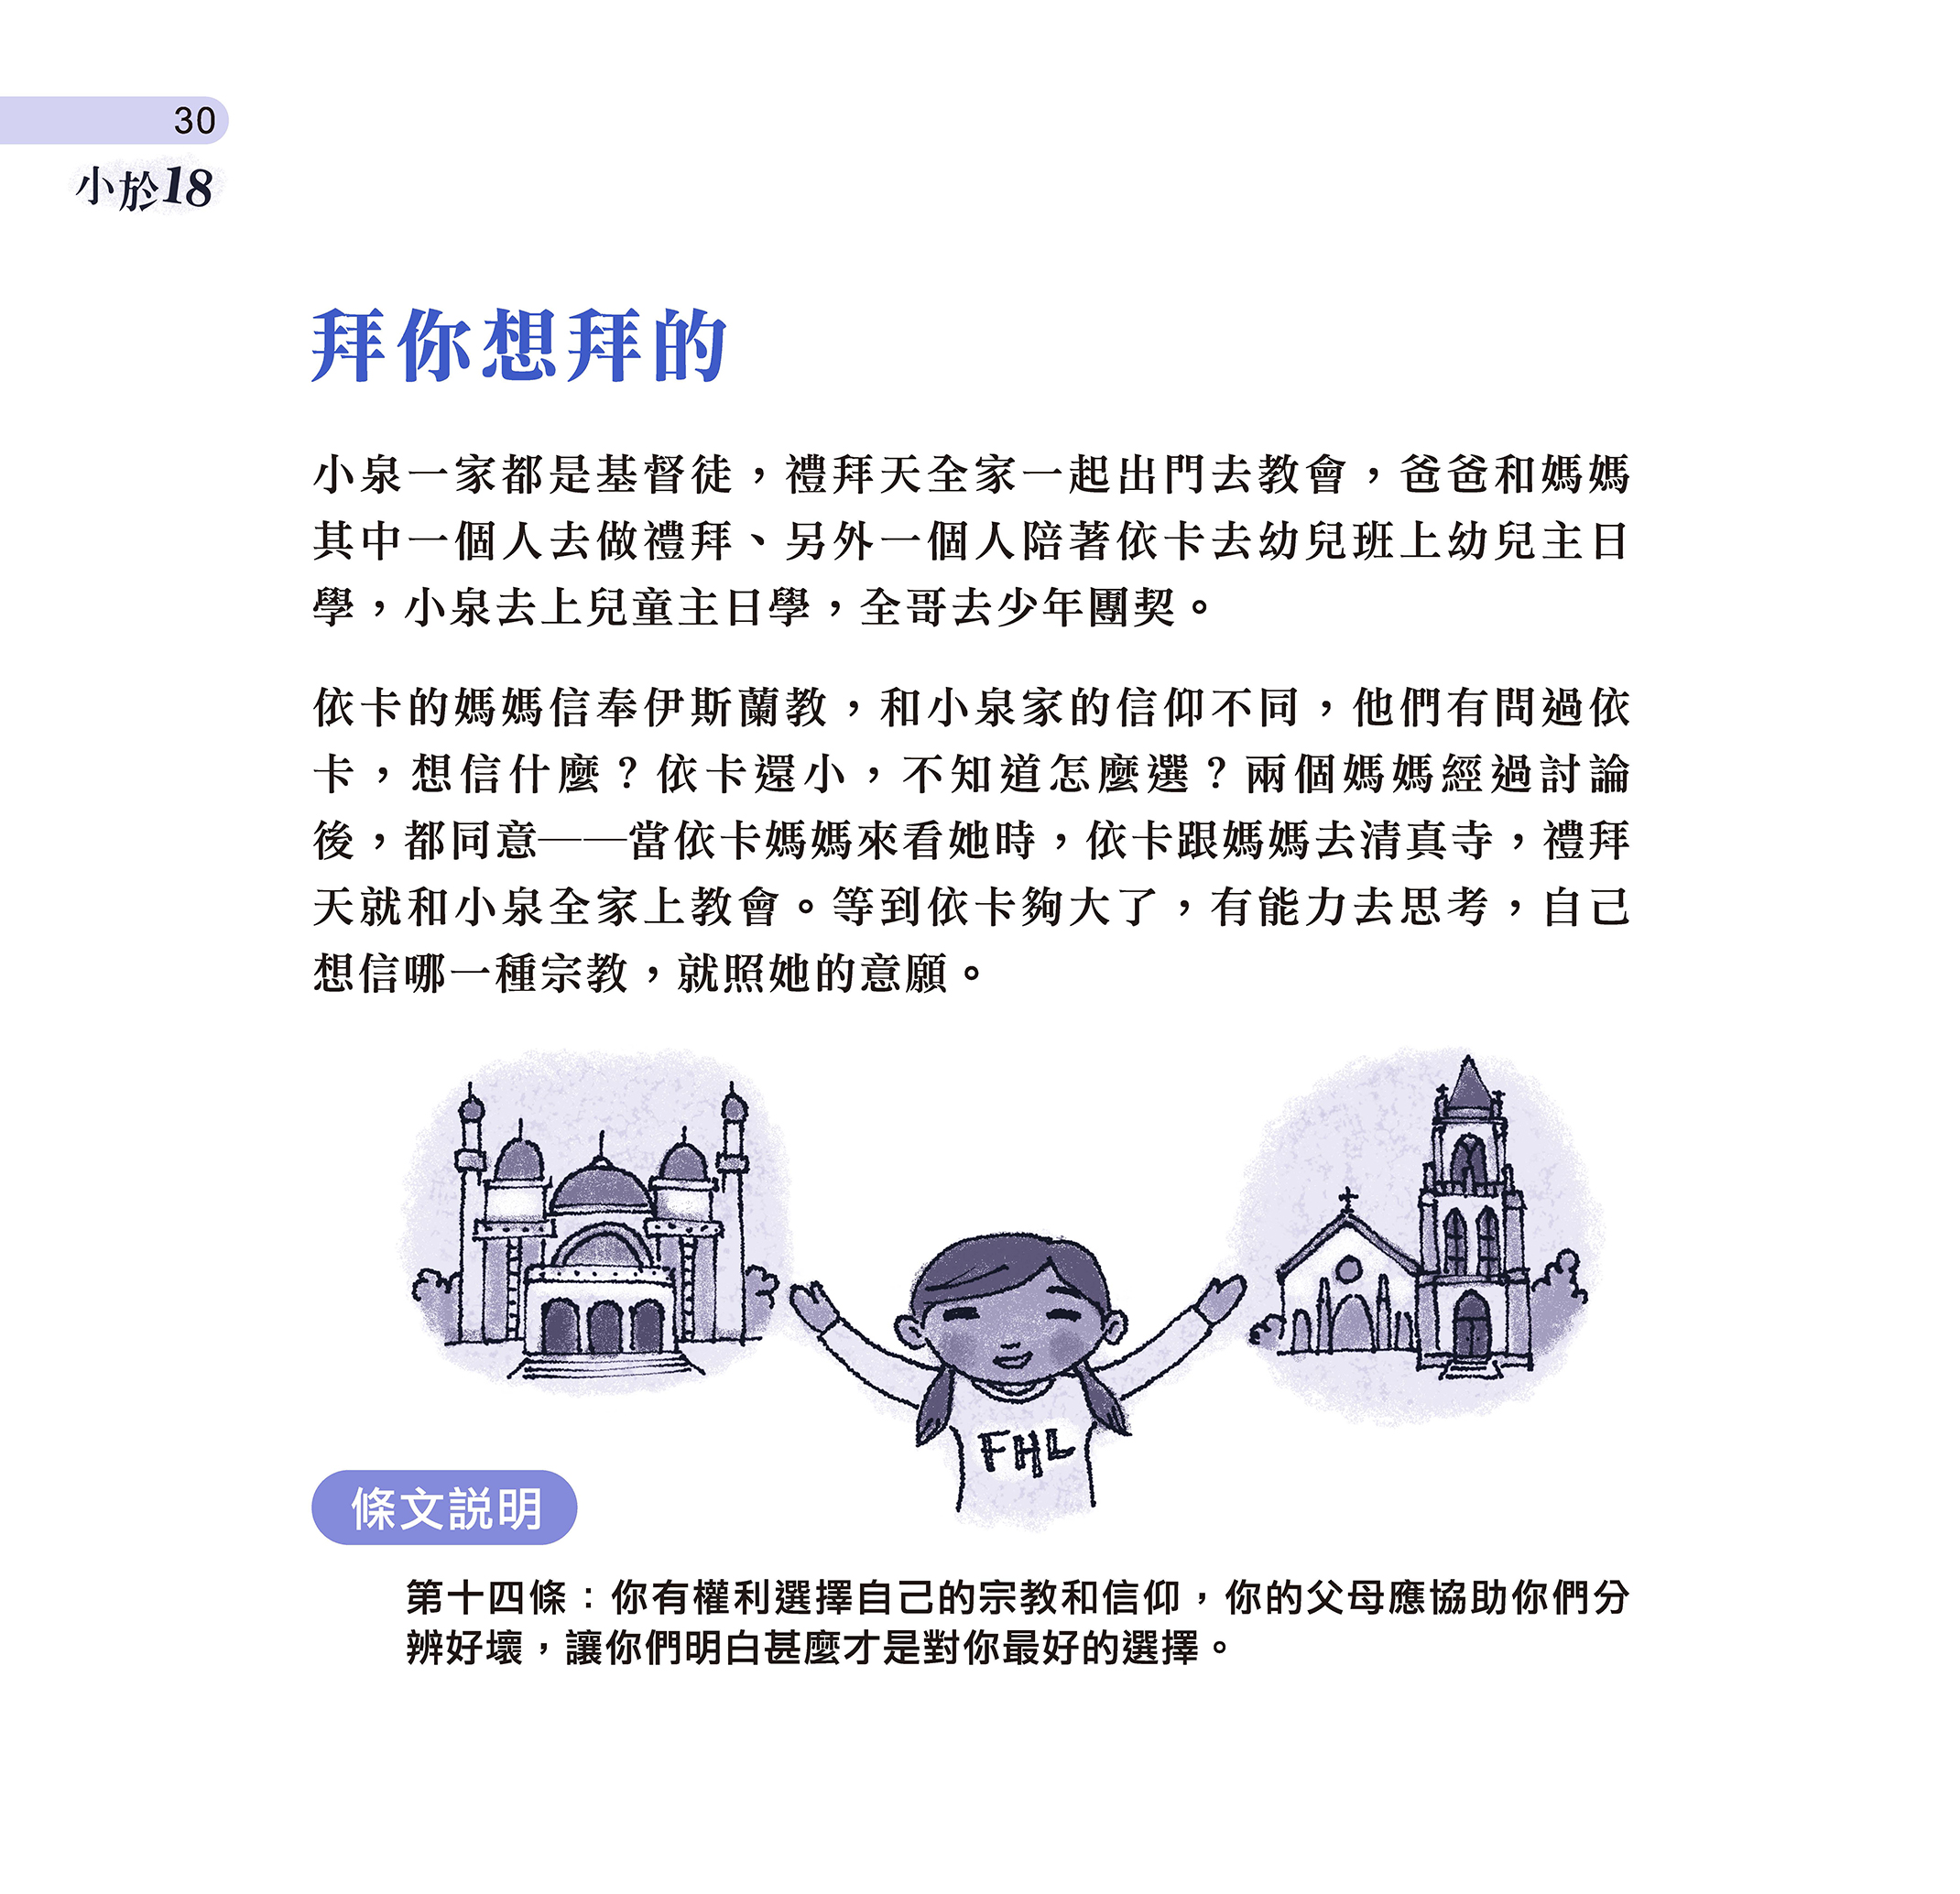 30
小於18
拜你想拜的
小泉一家都是基督徒，禮拜天全家一起出門去教會，爸爸和媽媽
其中一個人去做禮拜、另外一個人陪著依卡去幼兒班上幼兒主日
學，小泉去上兒童主日學，全哥去少年團契。
依卡的媽媽信奉伊斯蘭教，和小泉家的信仰不同，他們有問過依
卡，想信什麼？依卡還小，不知道怎麼選？兩個媽媽經過討論
後，都同意——當依卡媽媽來看她時，依卡跟媽媽去清真寺，禮拜
天就和小泉全家上教會。等到依卡夠大了，有能力去思考，自己
想信哪一種宗教，就照她的意願。
FHL
條文説明
第十四條：你有權利選擇自己的宗教和信仰，你的父母應協助你們分
辨好壞，讓你們明白甚麼才是對你最好的選擇。